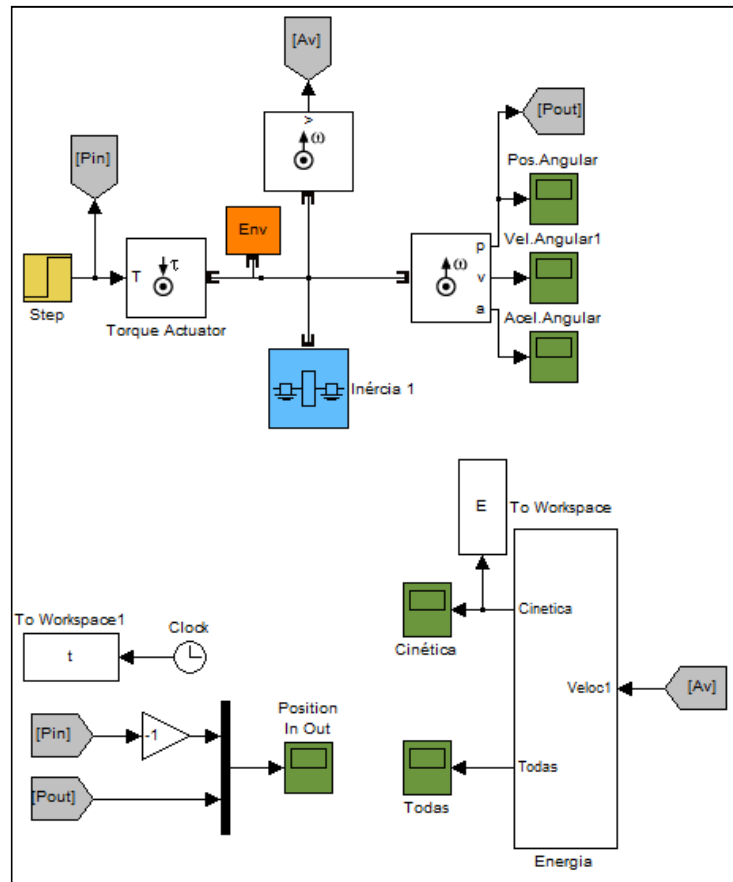 [Av]
>
ω
[Pin]
[Pout]
Pos.Angular
Env
p
Vel.Angular1
T
τ
ω
v
a
Step
Torque Actuator
Acel.Angular
Inércia 1
E
To Workspace
To Workspace1
Clock
t
Cinética
Cinetica
Veloc1
[Av]
[Pin]
-1
Position
In Out
[Pout]
Todas
Todas
Energia